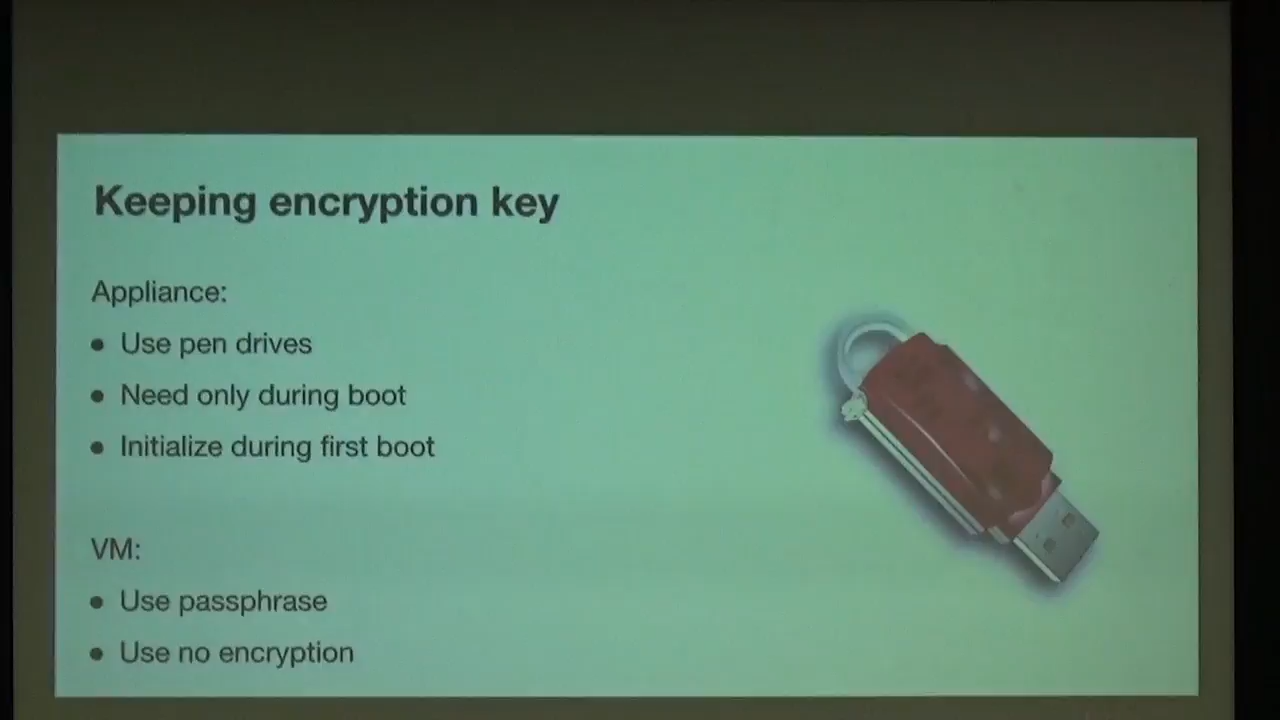 Keeping encryption key
Appliance:
• Use pen drives
• Need only during boot
• Initialize during first boot
VM:
• Use passphrase
• Use no encryption